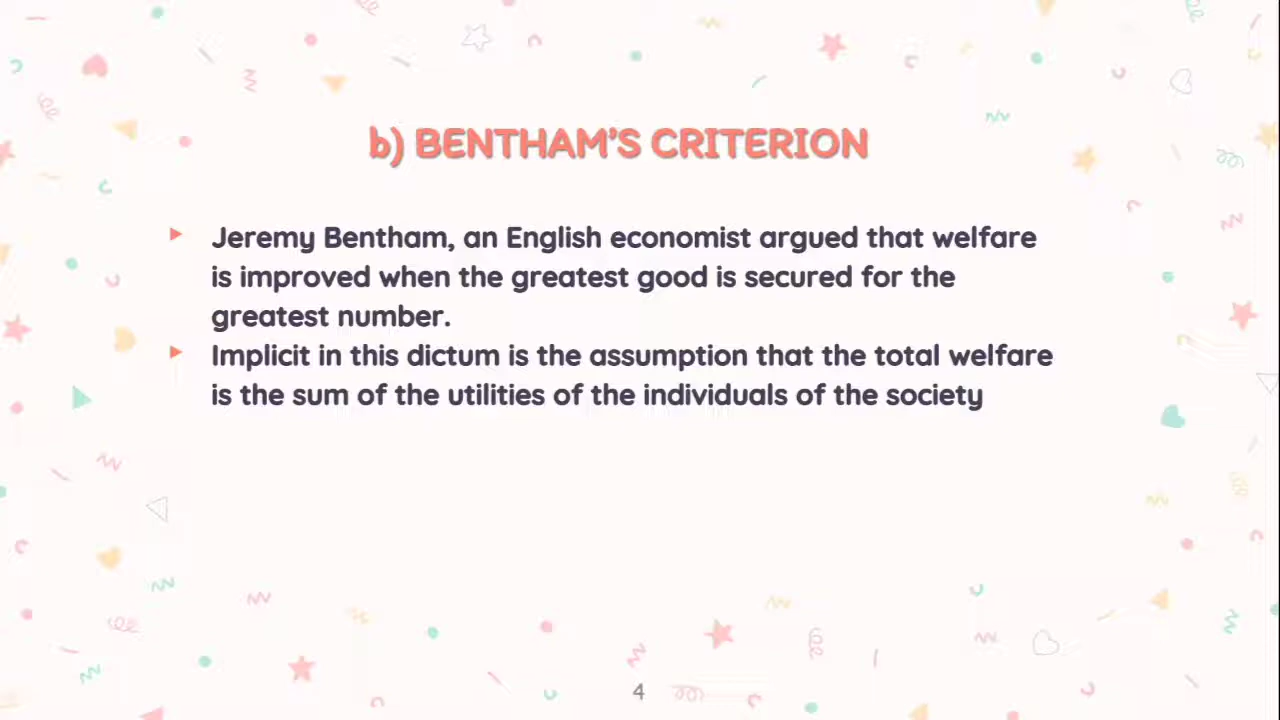 b) BENTHAM'S CRITERION
Jeremy Bentham, an English economist argued that welfare
is improved when the greatest good is secured for the
greatest number.
Implicit in this dictum is the assumption that the total welfare
is the sum of the utilities of the individuals of the society
4